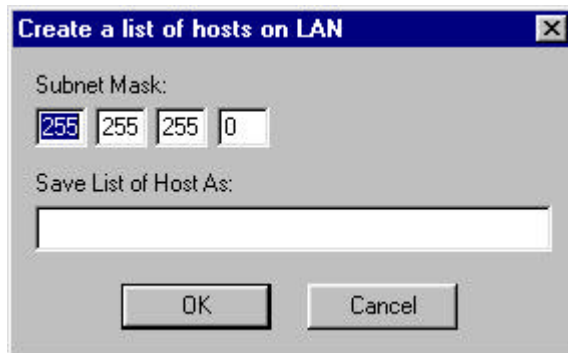 Create a list of hosts on LAN
Subnet Mask:
255 255 255 0
Save List of Host As:
OK Cancel